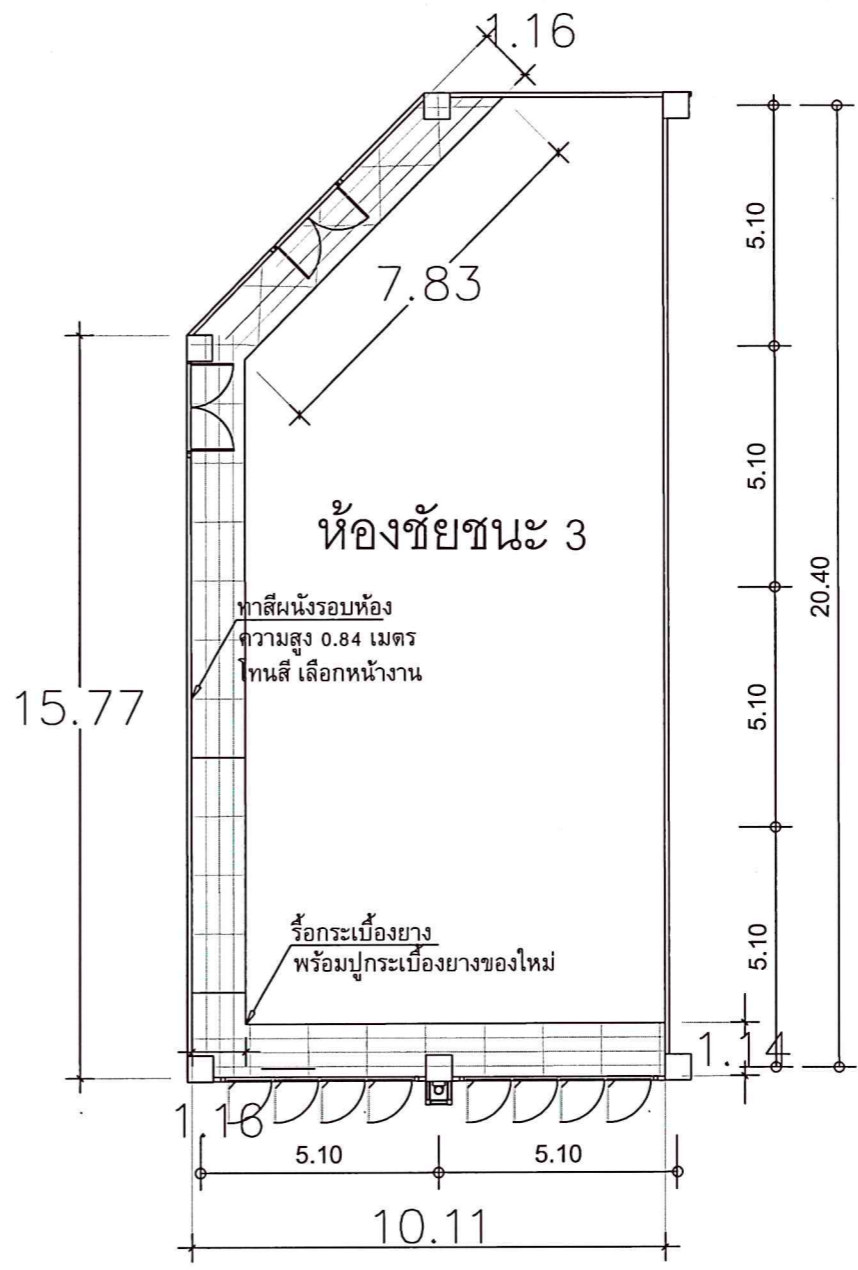 1.16
5.10
7.83
5.10
ห้องชัยชนะ 3
20.40
ทาสีผนังรอบห้อง
ความสูง 0.84 เมตร
โทนสี เลือกหน้างาน
15.77
5.10
รื้อกระเบื้องยาง
พร้อมปูกระเบื้องยางของใหม่
5.10
1.14
1.16
5.10
5.10
10.11